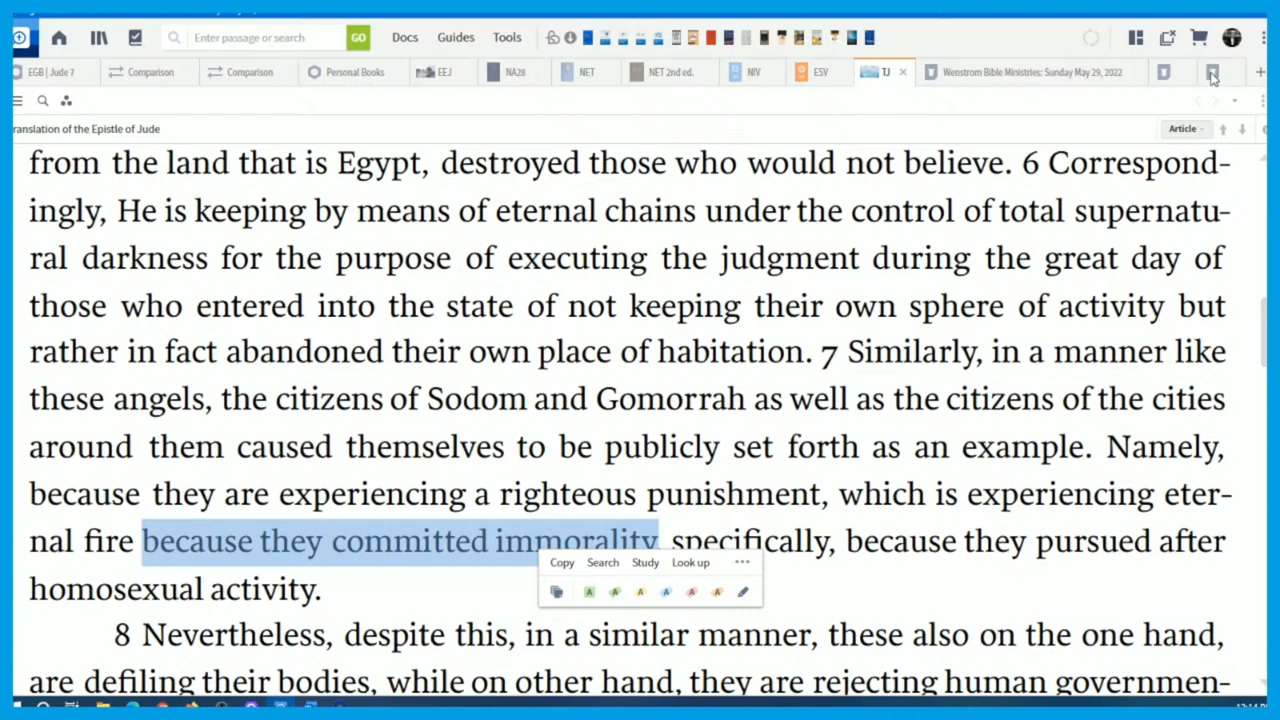 Enter passage or search GO Docs Guides Tools
EGB | Jude 7 Comparison Comparison Personal Books EEJ NA28 NET NET 2nd ed. NIV ESV TJ Wenstrom Bible Ministries: Sunday May 29, 2022
ranslation of the Epistle of Jude Article
from the land that is Egypt, destroyed those who would not believe. 6 Correspond-
ingly, He is keeping by means of eternal chains under the control of total supernatu-
ral darkness for the purpose of executing the judgment during the great day of
those who entered into the state of not keeping their own sphere of activity but
rather in fact abandoned their own place of habitation. 7 Similarly, in a manner like
these angels, the citizens of Sodom and Gomorrah as well as the citizens of the cities
around them caused themselves to be publicly set forth as an example. Namely,
because they are experiencing a righteous punishment, which is experiencing eter-
nal fire because they committed immorality, specifically, because they pursued after
Copy Search Study Look up
A A A A A A
homosexual activity.
8 Nevertheless, despite this, in a similar manner, these also on the one hand,
are defiling their bodies, while on other hand, they are rejecting human governmen-